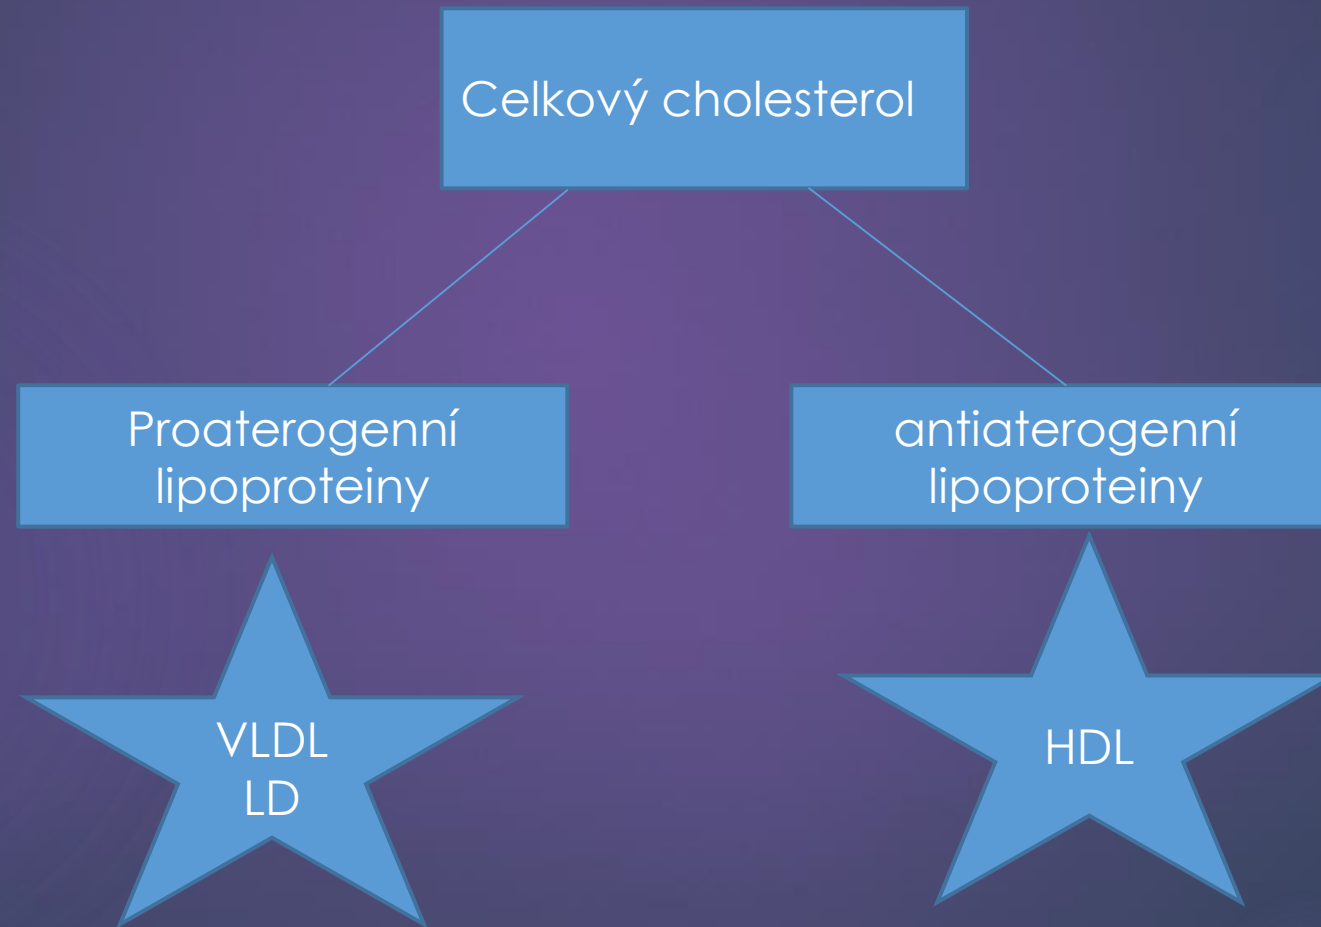 Celkový cholesterol
Proaterogenní
lipoproteiny
antiaterogenní
lipoproteiny
VLDL
LD
HDL